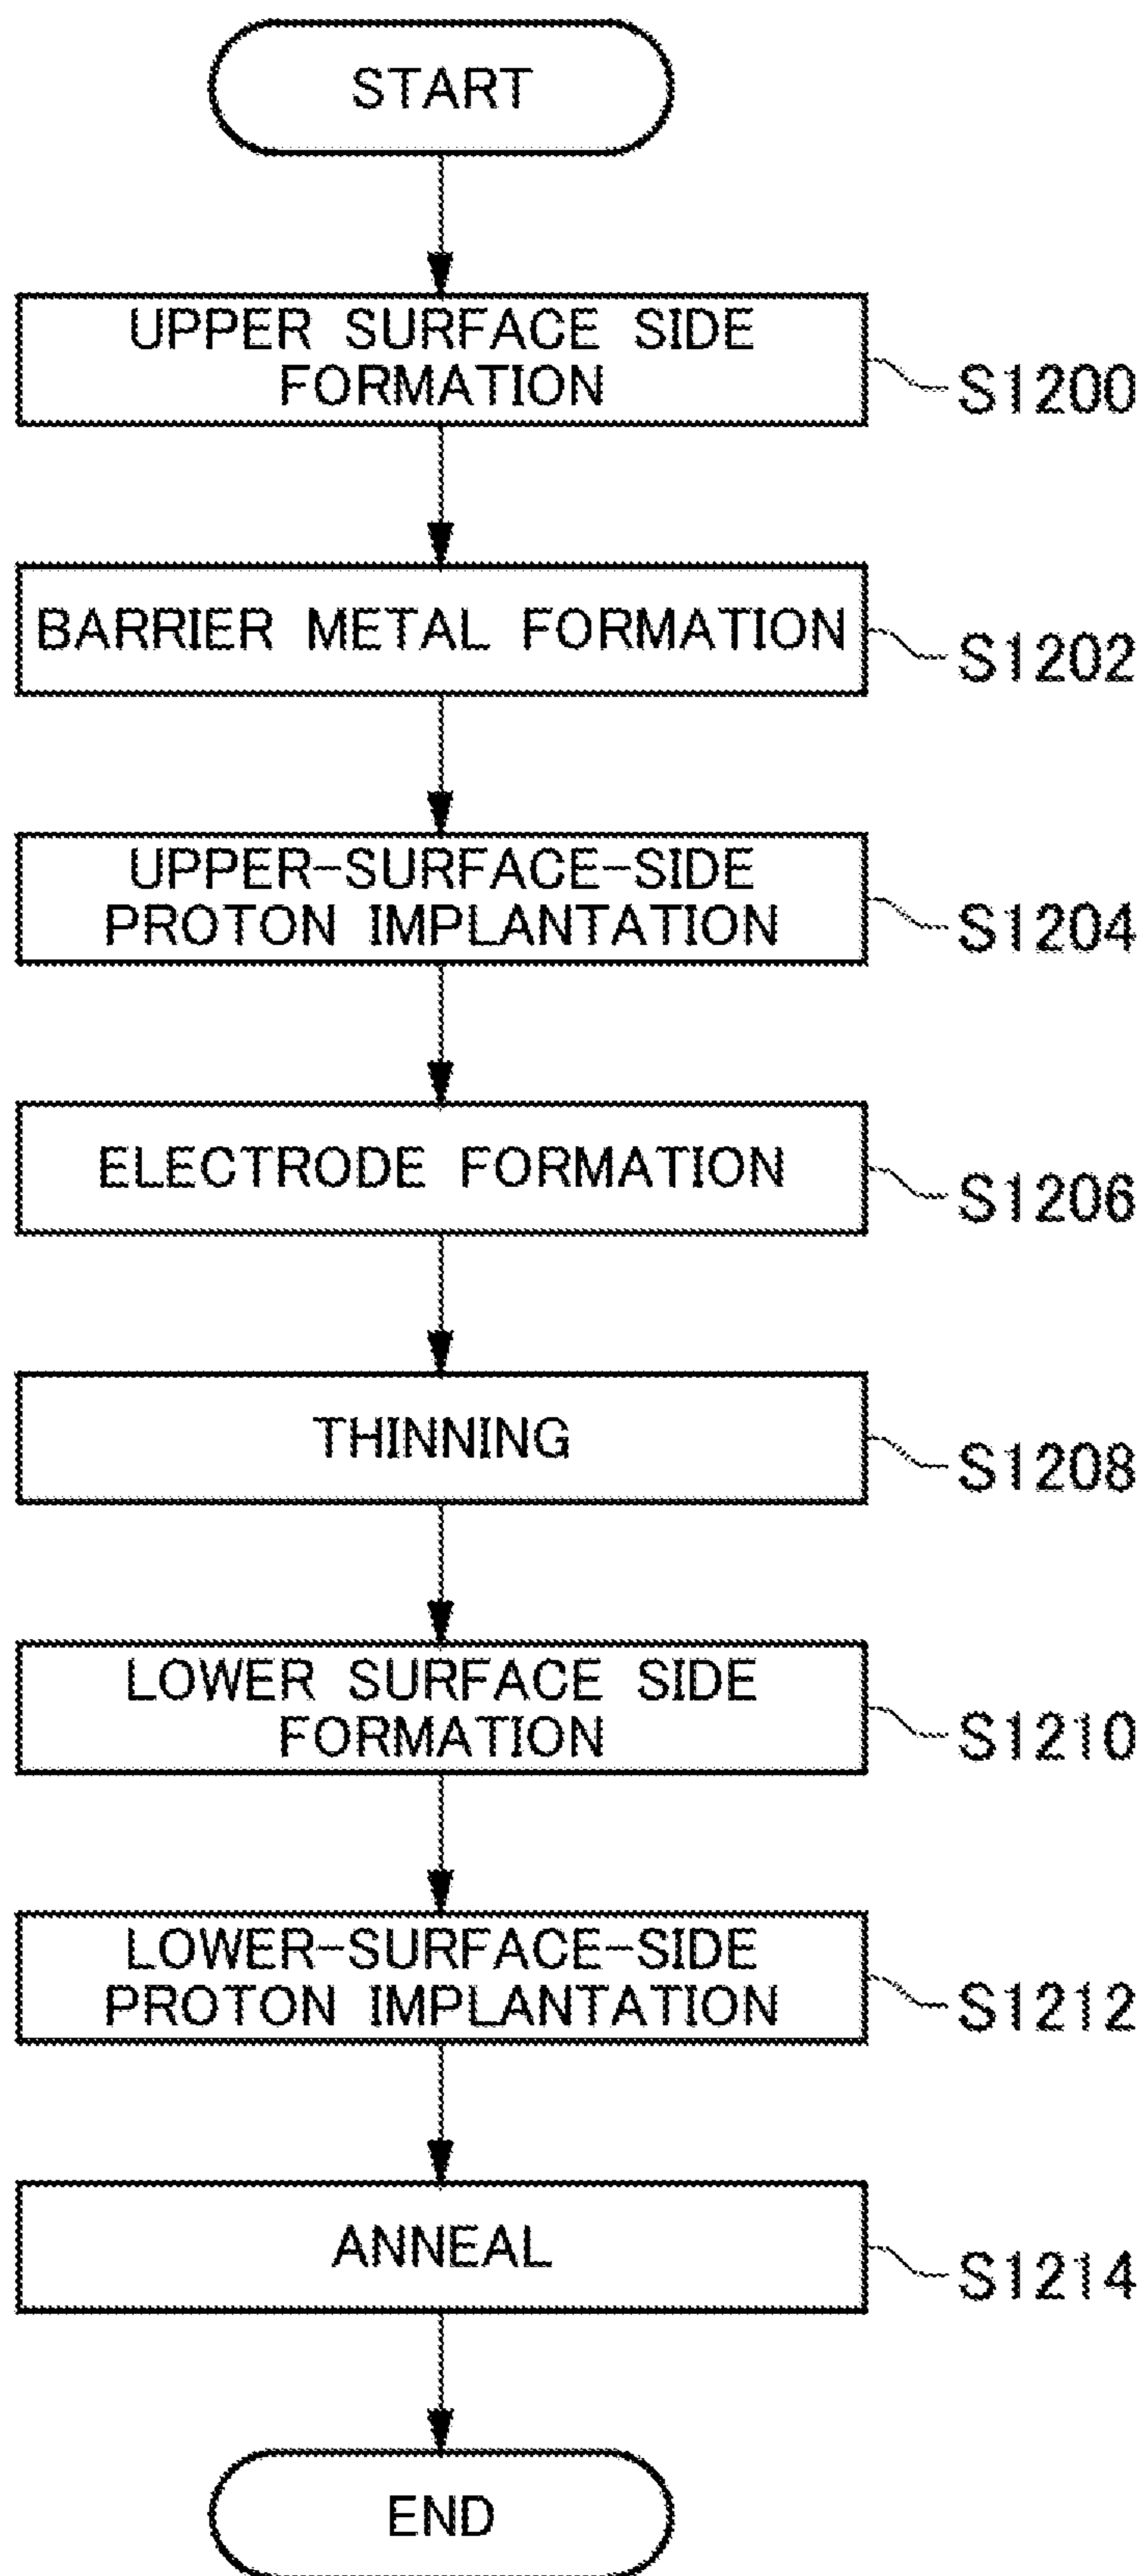 START
UPPER SURFACE SIDE
FORMATION
S1200
BARRIER METAL FORMATION
S1202
UPPER-SURFACE-SIDE
PROTON IMPLANTATION
S1204
ELECTRODE FORMATION
S1206
THINNING
S1208
LOWER SURFACE SIDE
FORMATION
S1210
LOWER-SURFACE-SIDE
PROTON IMPLANTATION
S1212
ANNEAL
S1214
END